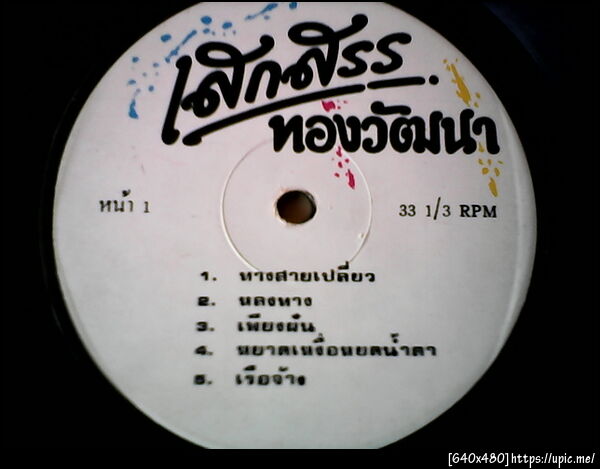 เสกสรร
ทองวัฒนา
หน้า 1
33 1/3 RPM
1. ทางสายเปลี่ยว
2. หลงทาง
3. เพียงฝัน
4. หยาดเหงื่อหยดน้ำตา
5. เรือจ้าง
[640x480]https://upic.me/